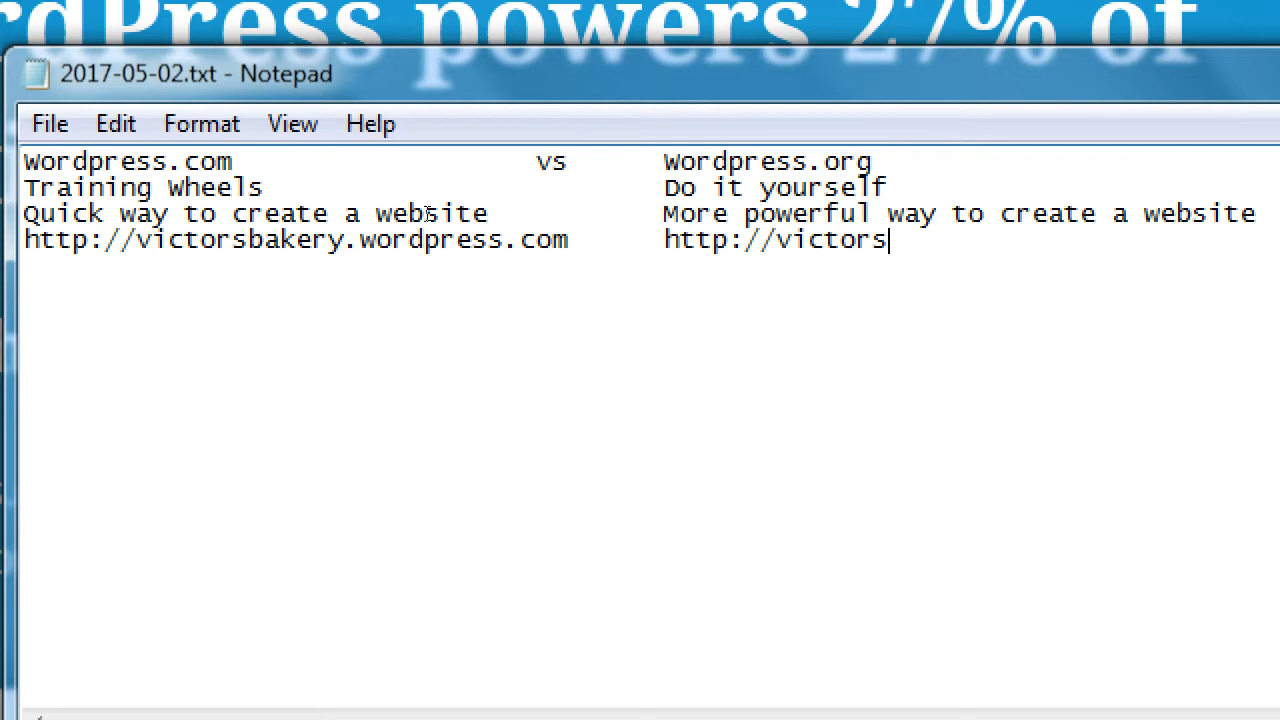 rdPress powers 27% of
2017-05-02.txt - Notepad
File Edit Format View Help
Wordpress.com vs Wordpress.org
Training Wheels Do it yourself
Quick way to create a website More powerful way to create a website
http://victorsbakery.wordpress.com http://victors